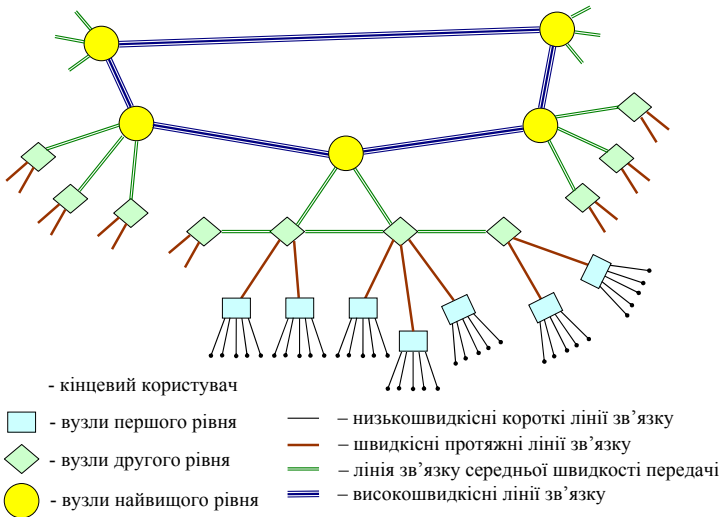 - кінцевий користувач
- вузли першого рівня
- вузли другого рівня
- вузли найвищого рівня
– низькошвидкісні короткі лінії зв’язку
– швидкісні протяжні лінії зв’язку
– лінія зв’язку середньої швидкості передачі
– високошвидкісні лінії зв’язку